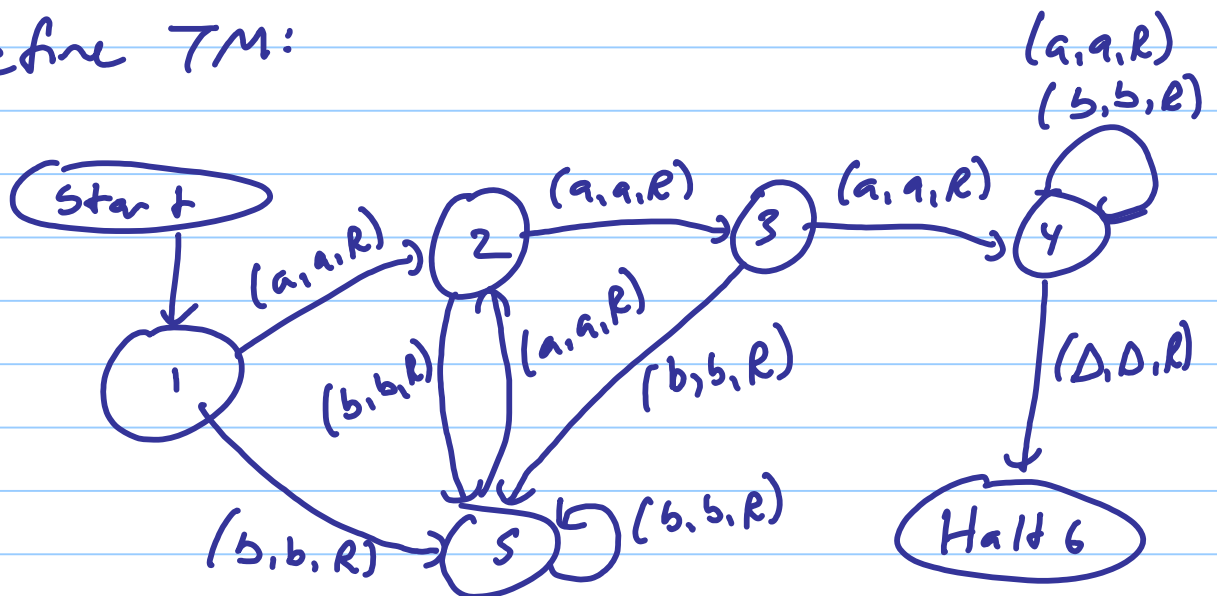 efine TM:
(a,a,R)
(b,b,R)
Start
(a,a,R)
(a,a,R)
(a,a,R)
2
3
4
1
(b,b,R)
(a,a,R)
(b,b,R)
(Δ,Δ,R)
(b,b,R)
5
(b,b,R)
Halt 6